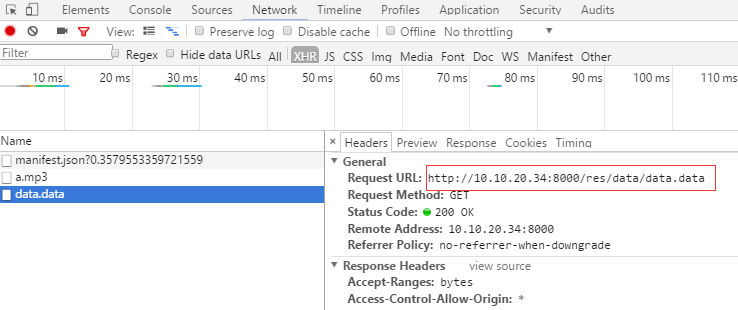 Elements Console Sources Network Timeline Profiles Application Security Audits
View: Preserve log Disable cache Offline No throttling
Filter Regex Hide data URLs All XHR JS CSS Img Media Font Doc WS Manifest Other
10 ms 20 ms 30 ms 40 ms 50 ms 60 ms 70 ms 80 ms 90 ms 100 ms 110 ms
Name
manifest.json?0.3579553359721559
a.mp3
data.data
× Headers Preview Response Cookies Timing
General
Request URL: http://10.10.20.34:8000/res/data/data.data
Request Method: GET
Status Code: 200 OK
Remote Address: 10.10.20.34:8000
Referrer Policy: no-referrer-when-downgrade
Response Headers view source
Accept-Ranges: bytes
Access-Control-Allow-Origin: *